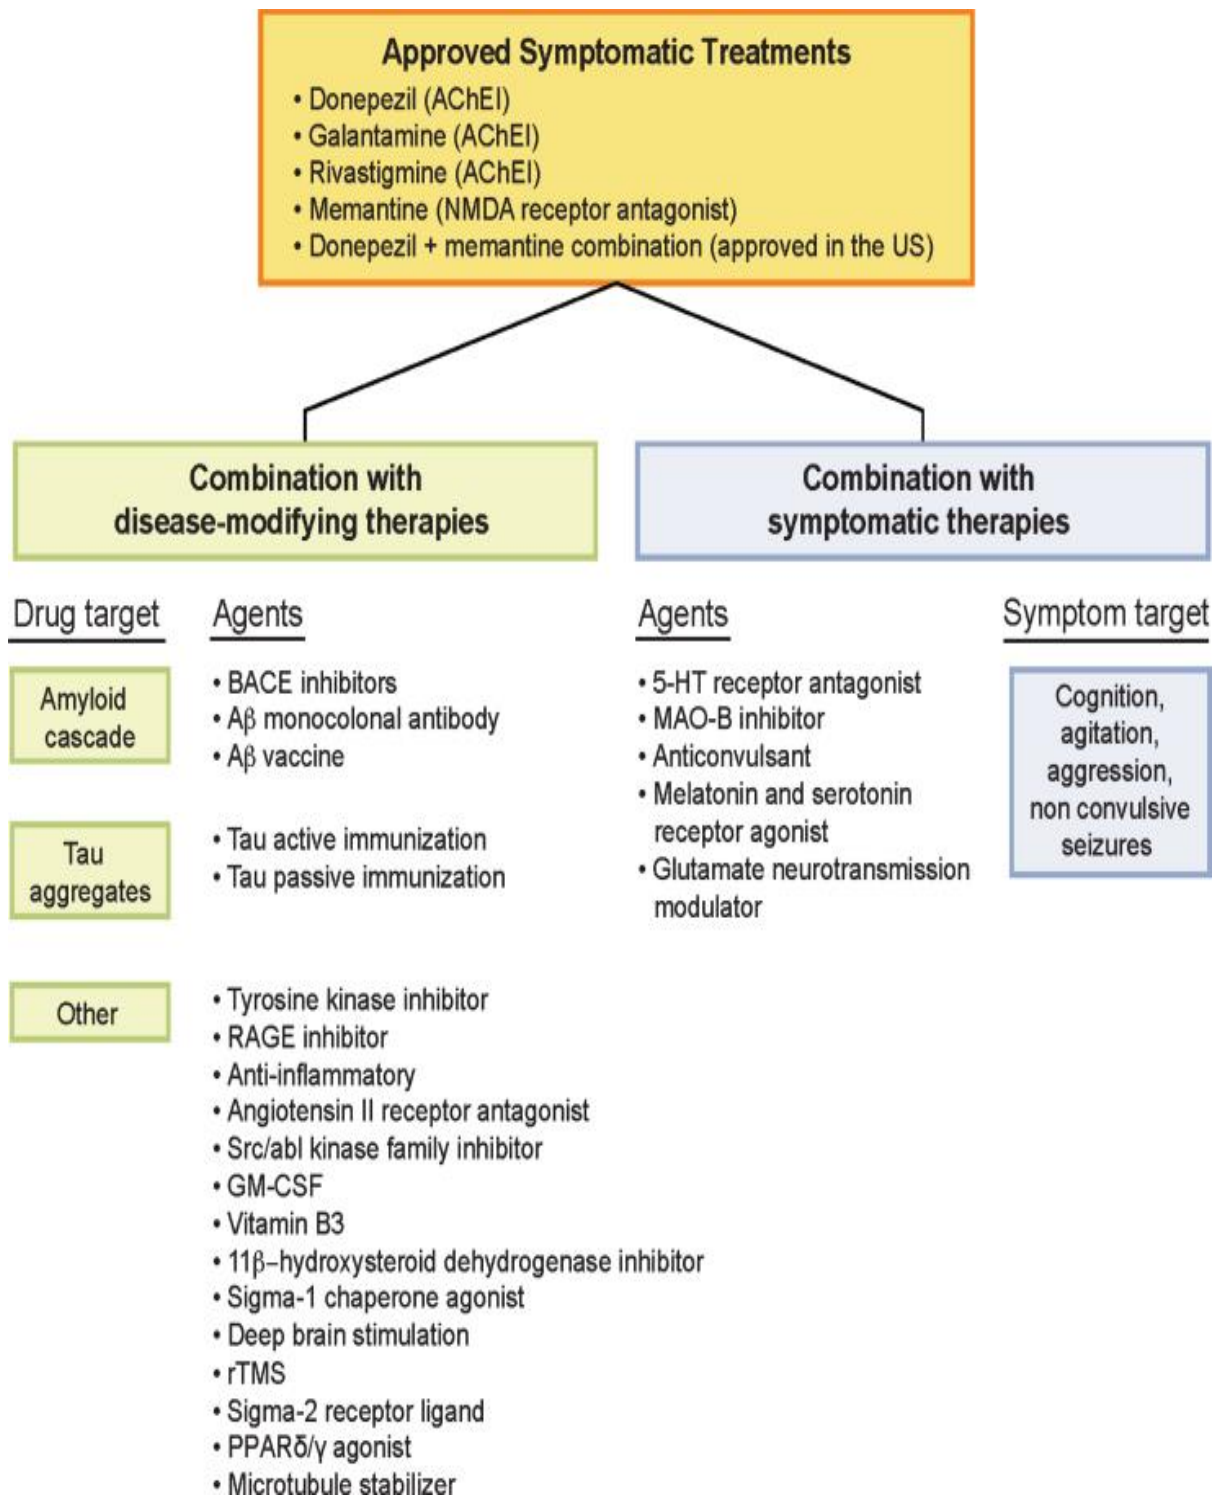 Approved Symptomatic Treatments
• Donepezil (AChEI)
• Galantamine (AChEI)
• Rivastigmine (AChEI)
• Memantine (NMDA receptor antagonist)
• Donepezil + memantine combination (approved in the US)
Combination with
disease-modifying therapies
Drug target
Agents
Amyloid
cascade
• BACE inhibitors
• Aβ monocolonal antibody
• Aβ vaccine
Tau
aggregates
• Tau active immunization
• Tau passive immunization
Other
• Tyrosine kinase inhibitor
• RAGE inhibitor
• Anti-inflammatory
• Angiotensin II receptor antagonist
• Src/abl kinase family inhibitor
• GM-CSF
• Vitamin B3
• 11β–hydroxysteroid dehydrogenase inhibitor
• Sigma-1 chaperone agonist
• Deep brain stimulation
• rTMS
• Sigma-2 receptor ligand
• PPARδ/γ agonist
• Microtubule stabilizer
Combination with
symptomatic therapies
Agents
Symptom target
• 5-HT receptor antagonist
• MAO-B inhibitor
• Anticonvulsant
• Melatonin and serotonin
receptor agonist
• Glutamate neurotransmission
modulator
Cognition,
agitation,
aggression,
non convulsive
seizures